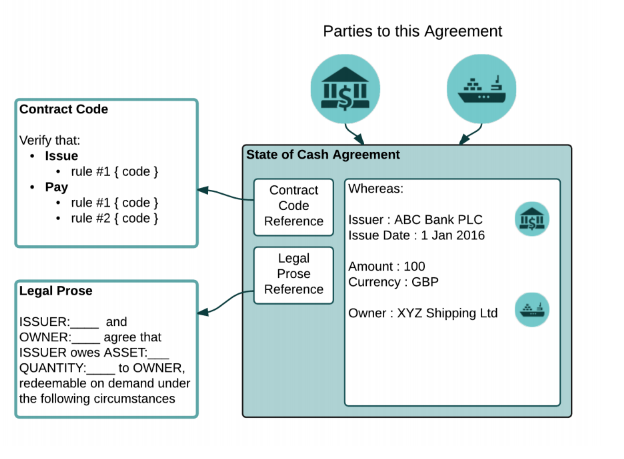 Parties to this Agreement
Contract Code
Verify that:
• Issue
• rule #1 { code }
• Pay
• rule #1 { code }
• rule #2 { code }
Legal Prose
ISSUER:____ and
OWNER:____ agree that
ISSUER owes ASSET:___
QUANTITY:____ to OWNER,
redeemable on demand under
the following circumstances
State of Cash Agreement
Contract
Code
Reference
Legal
Prose
Reference
Whereas:
Issuer : ABC Bank PLC
Issue Date : 1 Jan 2016
Amount : 100
Currency : GBP
Owner : XYZ Shipping Ltd